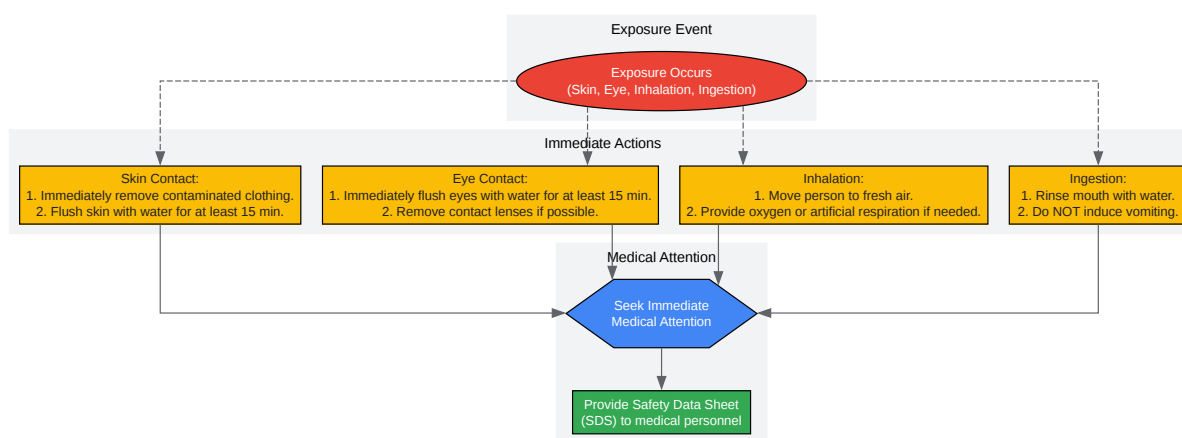 Exposure Event
Exposure Occurs
(Skin, Eye, Inhalation, Ingestion)
Immediate Actions
Skin Contact:
1. Immediately remove contaminated clothing.
2. Flush skin with water for at least 15 min.
Eye Contact:
1. Immediately flush eyes with water for at least 15 min.
2. Remove contact lenses if possible.
Inhalation:
1. Move person to fresh air.
2. Provide oxygen or artificial respiration if needed.
Ingestion:
1. Rinse mouth with water.
2. Do NOT induce vomiting.
Medical Attention
Seek Immediate
Medical Attention
Provide Safety Data Sheet
(SDS) to medical personnel